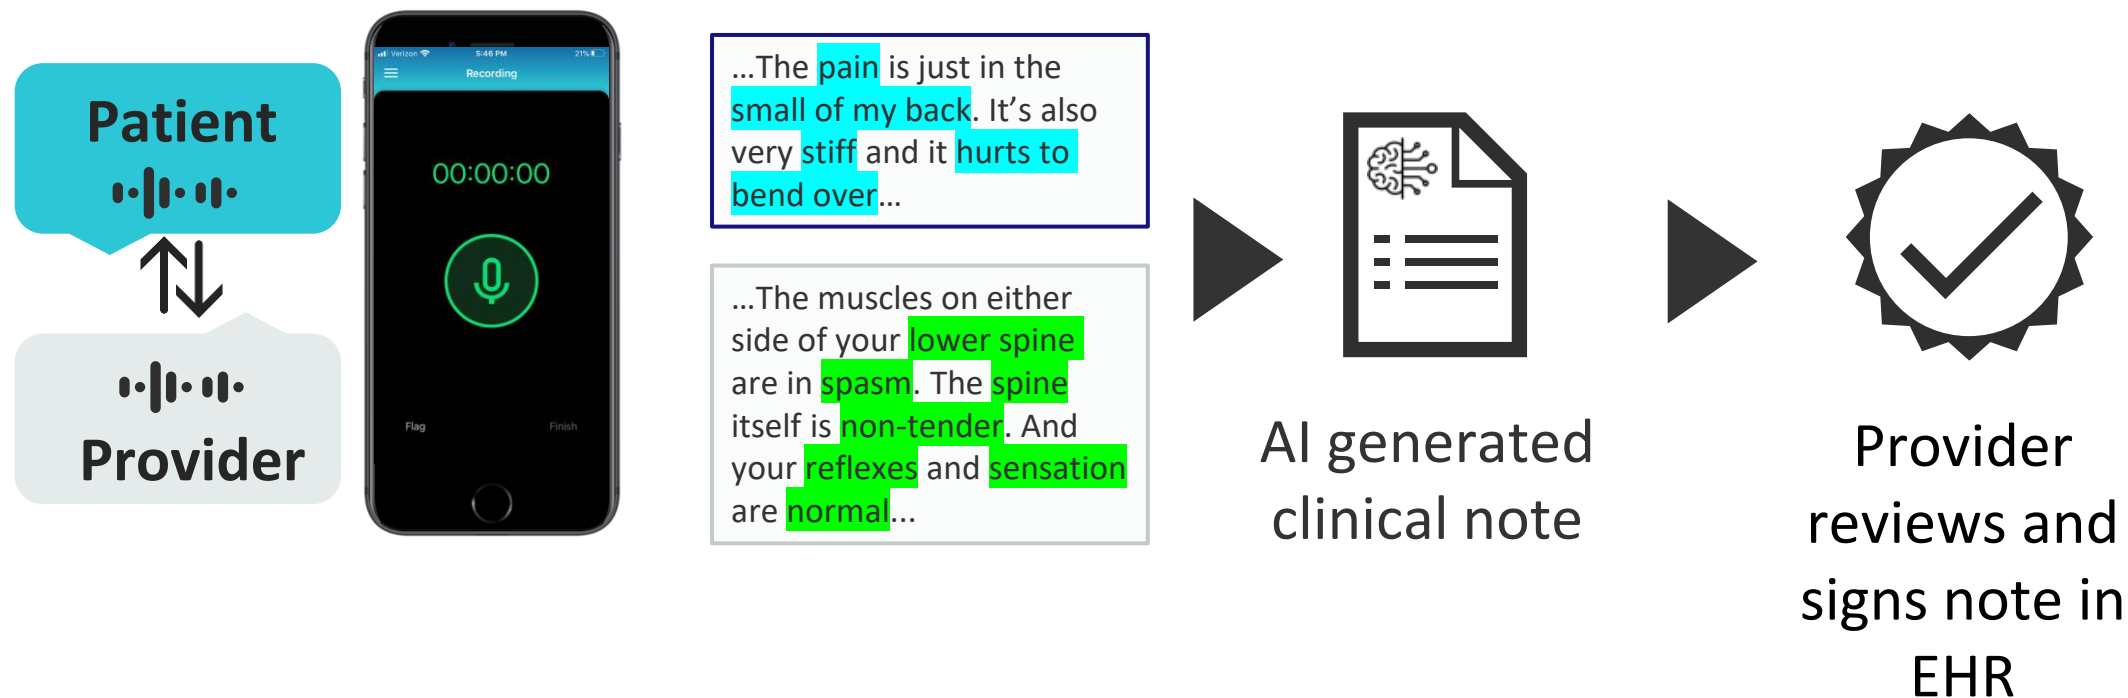 Patient
Provider
Verizon 5:46 PM 21%
Recording
00:00:00
Flag Finish
...The pain is just in the
small of my back. It's also
very stiff and it hurts to
bend over...
...The muscles on either
side of your lower spine
are in spasm. The spine
itself is non-tender. And
your reflexes and sensation
are normal...
AI generated
clinical note
Provider
reviews and
signs note in
EHR